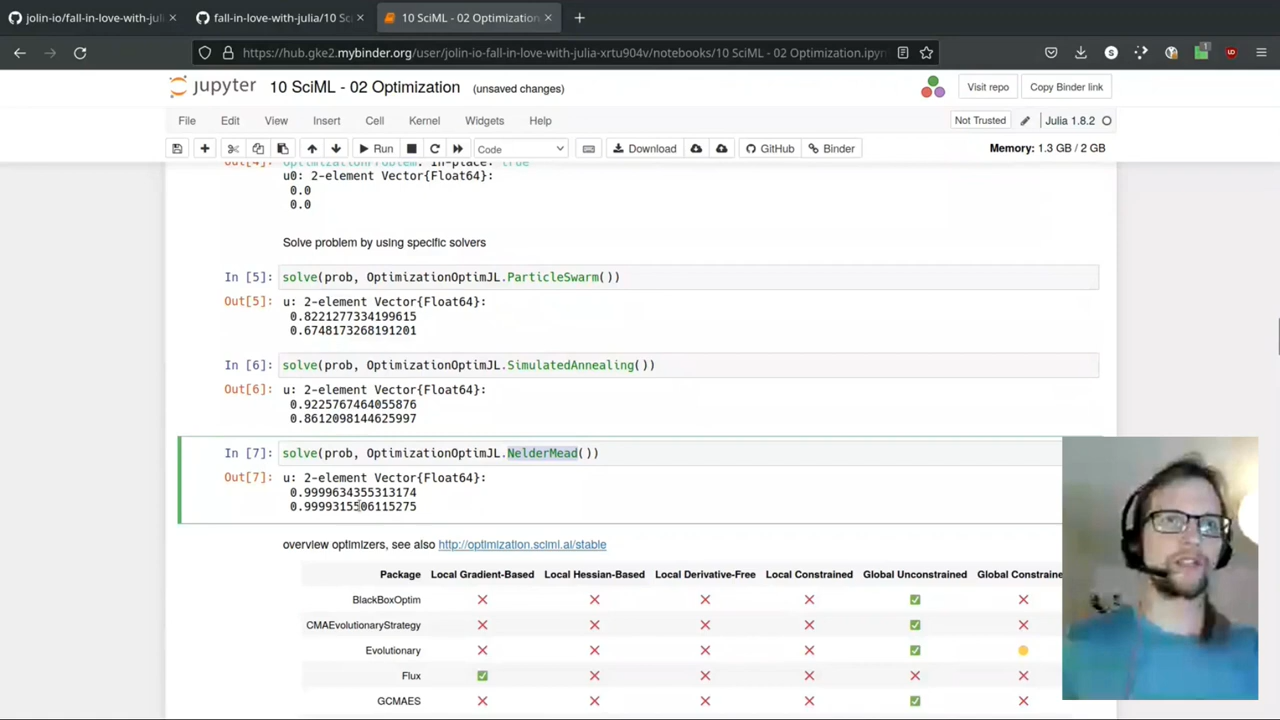 jolin-io/fall-in-love-with-juli
fall-in-love-with-julia/10 Sc
10 SciML - 02 Optimization
https://hub.gke2.mybinder.org/user/jolin-io-fall-in-love-with-julia-xrtu904v/notebooks/10 SciML - 02 Optimization.ipyn
jupyter 10 SciML - 02 Optimization (unsaved changes)
Visit repo
Copy Binder link
File Edit View Insert Cell Kernel Widgets Help
Not Trusted
Julia 1.8.2
Run
Code
Download
GitHub
Binder
Memory: 1.3 GB / 2 GB
Out[4]: OptimizationProblem. In-place: true
u0: 2-element Vector{Float64}:
0.0
0.0
Solve problem by using specific solvers
In [5]: solve(prob, OptimizationOptimJL.ParticleSwarm())
Out[5]: u: 2-element Vector{Float64}:
0.8221277334199615
0.6748173268191201
In [6]: solve(prob, OptimizationOptimJL.SimulatedAnnealing())
Out[6]: u: 2-element Vector{Float64}:
0.9225767464055876
0.8612098144625997
In [7]: solve(prob, OptimizationOptimJL.NelderMead())
Out[7]: u: 2-element Vector{Float64}:
0.9999634355313174
0.9999315506115275
overview optimizers, see also http://optimization.sciml.ai/stable
Package Local Gradient-Based Local Hessian-Based Local Derivative-Free Local Constrained Global Unconstrained Global Constraine
BlackBoxOptim
CMAEvolutionaryStrategy
Evolutionary
Flux
GCMAES